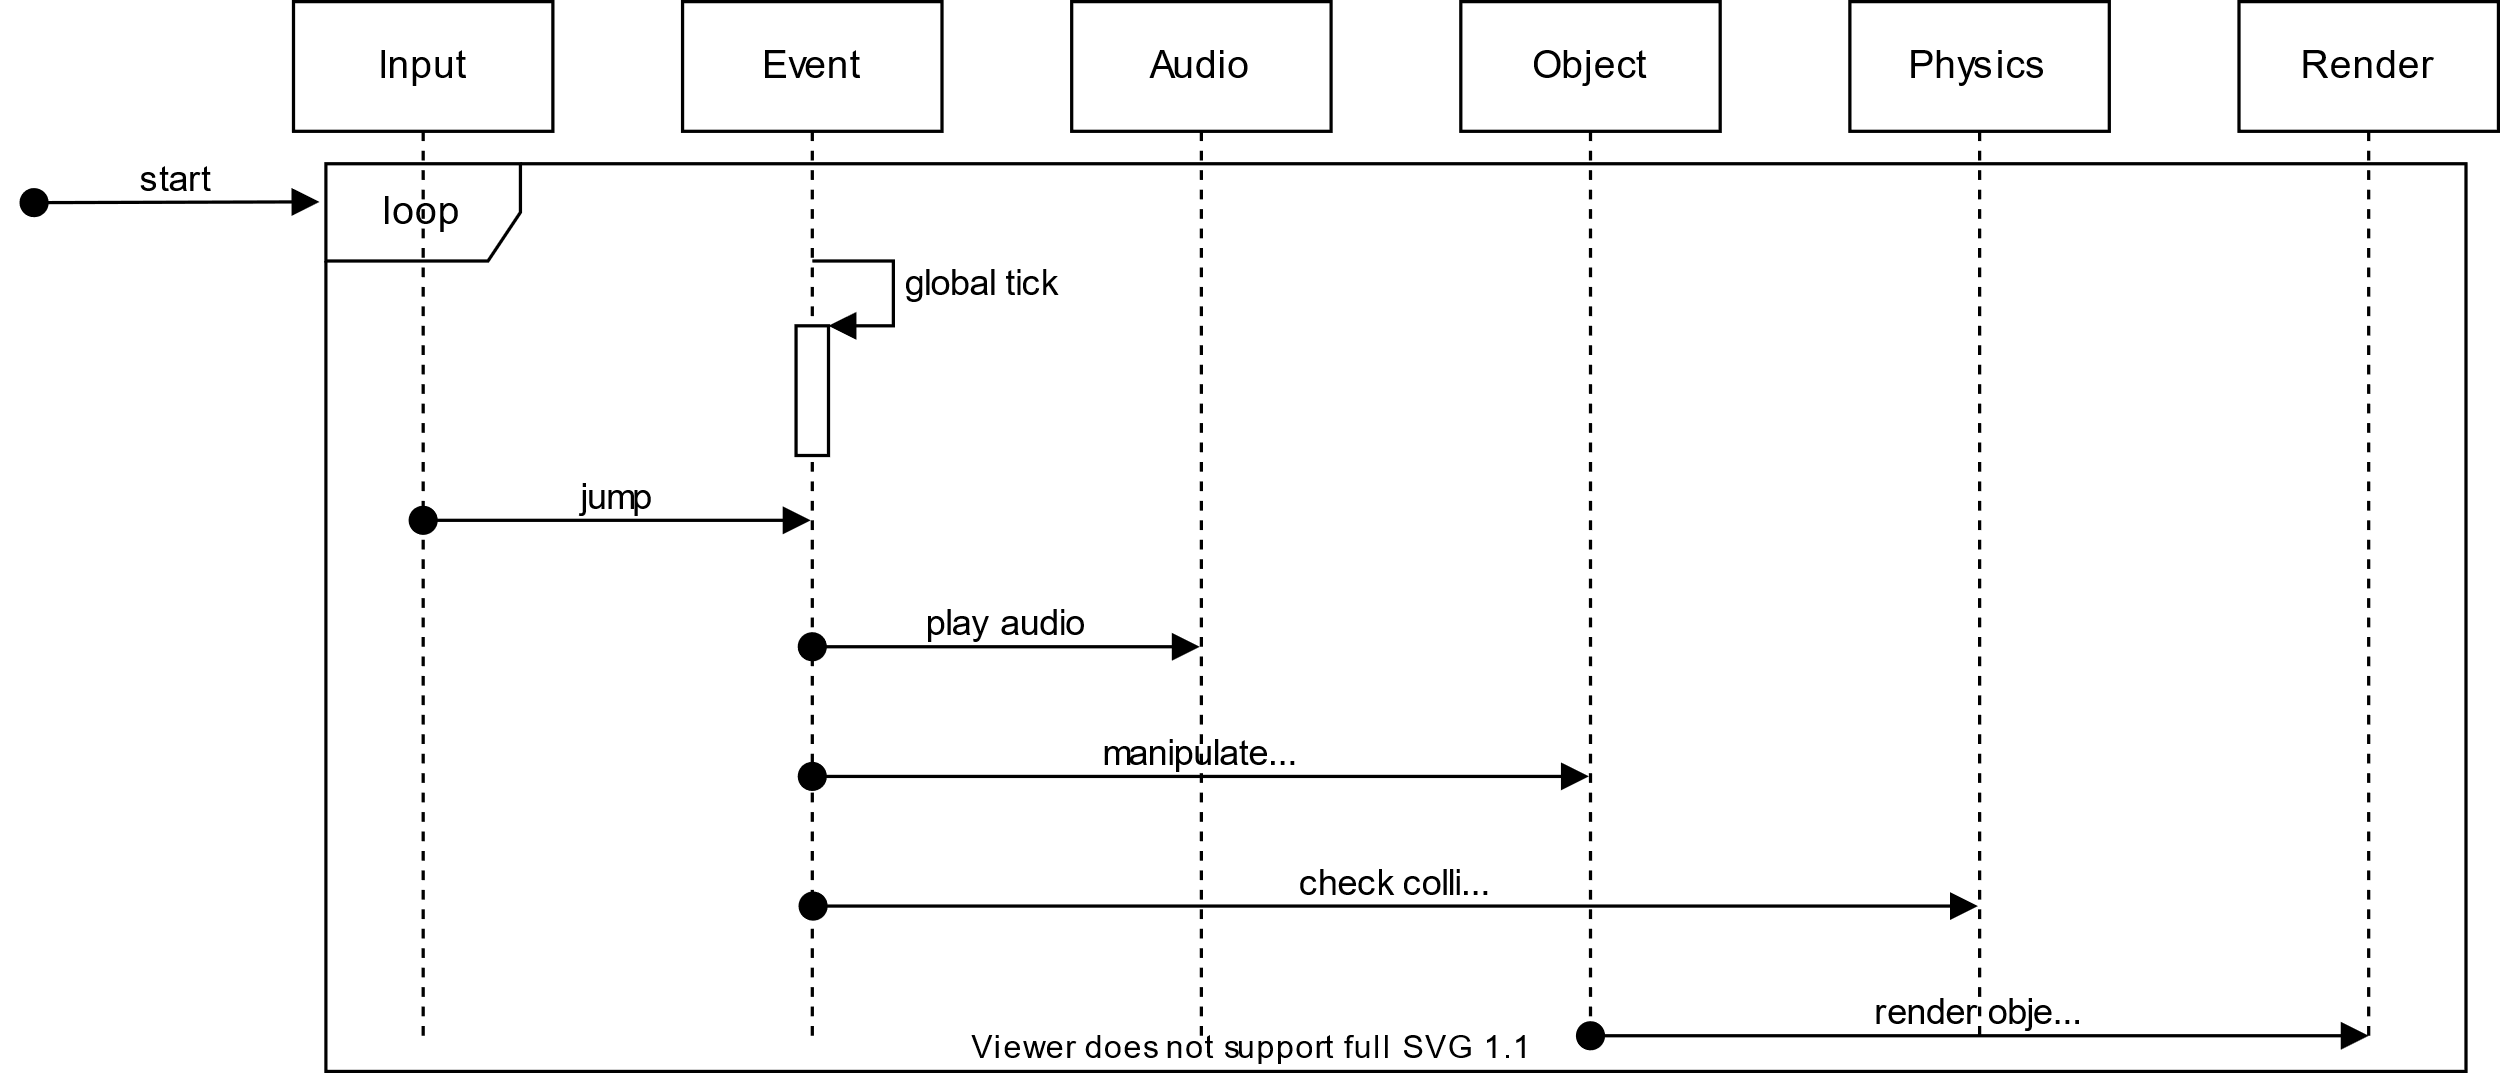 Input
Event
Audio
Object
Physics
Render
start
loop
global tick
jump
play audio
manipulate...
check colli...
render obje...
Viewer does not support full SVG 1.1